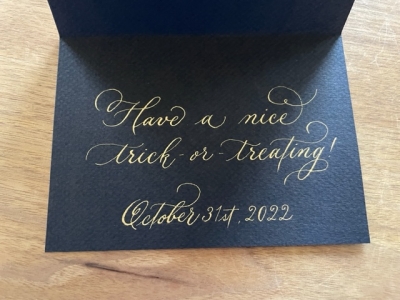 Have a nice
trick-or-treating!
October 31st, 2022